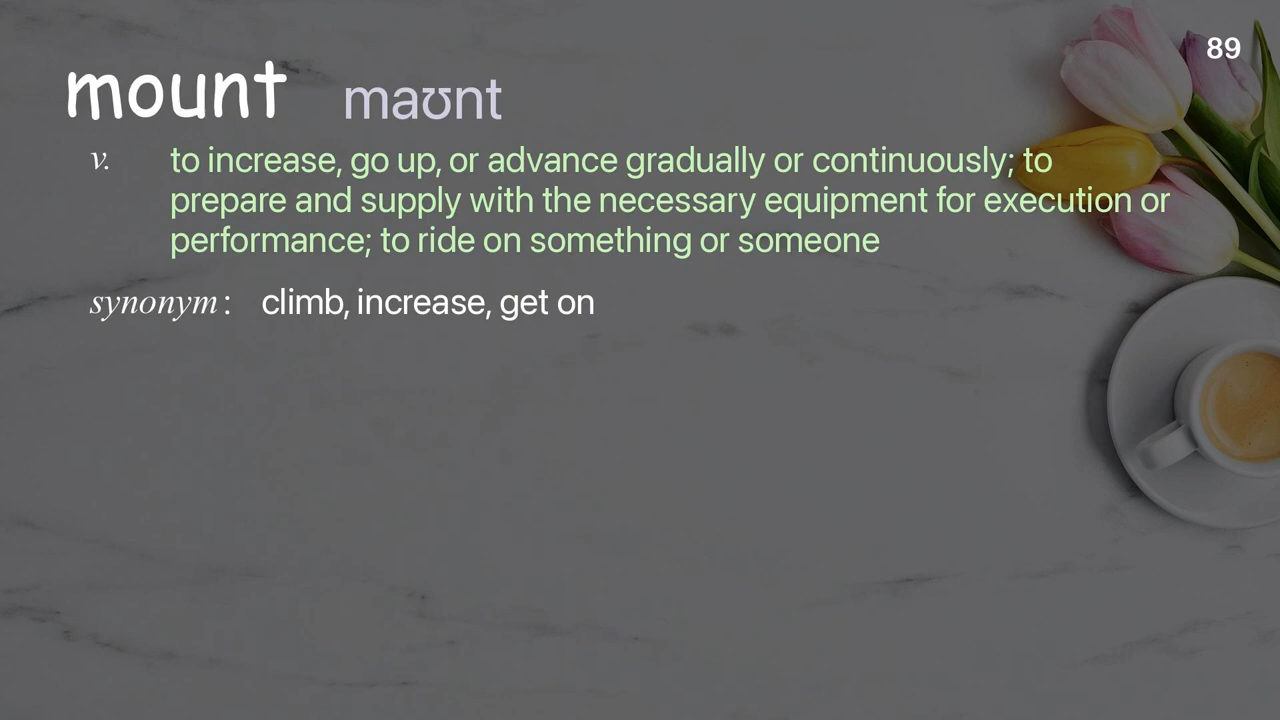 89
mount maʊnt
v. to increase, go up, or advance gradually or continuously; to
prepare and supply with the necessary equipment for execution or
performance; to ride on something or someone
synonym : climb, increase, get on